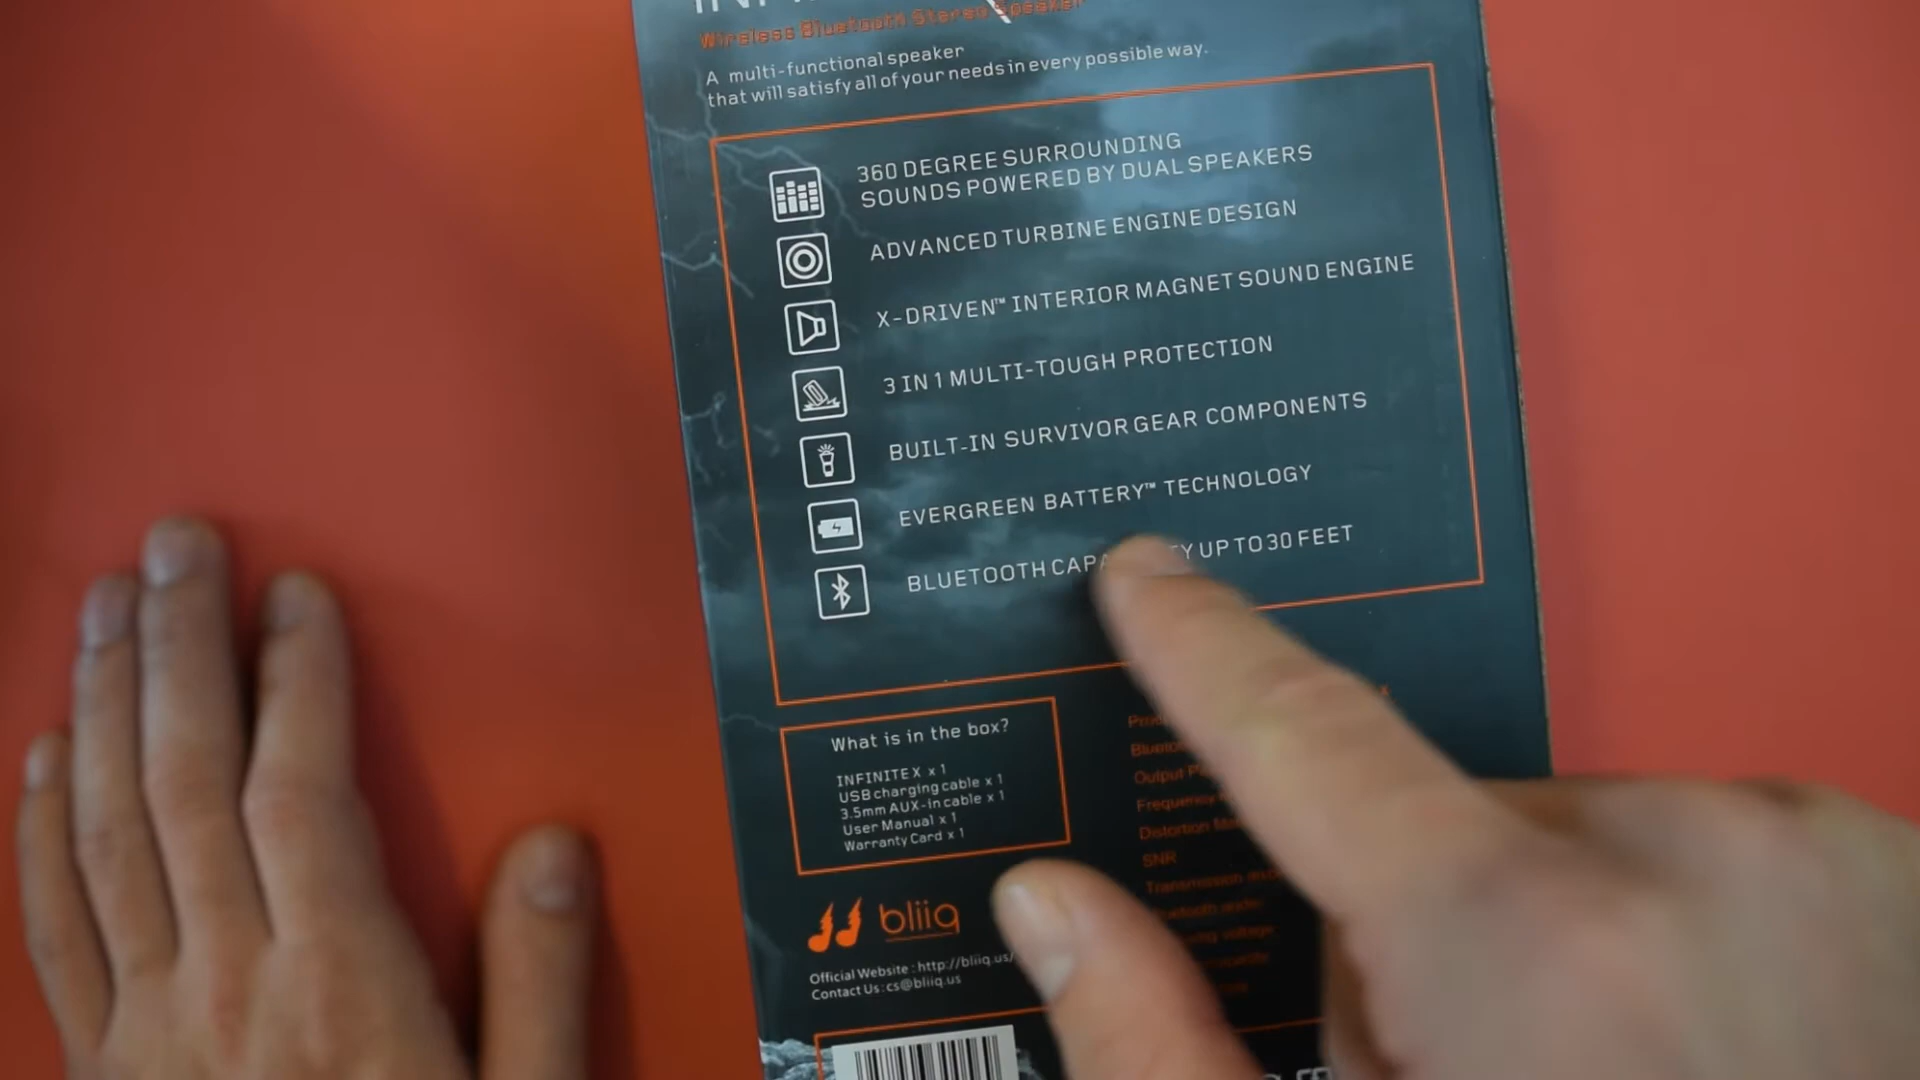 Wireless Bluetooth Stereo Speaker
A multi-functional speaker
that will satisfy all of your needs in every possible way.
360 DEGREE SURROUNDING
SOUNDS POWERED BY DUAL SPEAKERS
ADVANCED TURBINE ENGINE DESIGN
X-DRIVEN™ INTERIOR MAGNET SOUND ENGINE
3 IN 1 MULTI-TOUGH PROTECTION
BUILT-IN SURVIVOR GEAR COMPONENTS
EVERGREEN BATTERY™ TECHNOLOGY
BLUETOOTH UP TO 30 FEET
What is in the box?
INFINITE X x 1
USB charging cable x 1
3.5mm AUX-in cable x 1
User Manual x 1
Warranty Card x 1
Output
Frequency
Distortion
SNR
Transmission
bliiq
Official Website : http://bliiq.us/
Contact Us : cs@bliiq.us